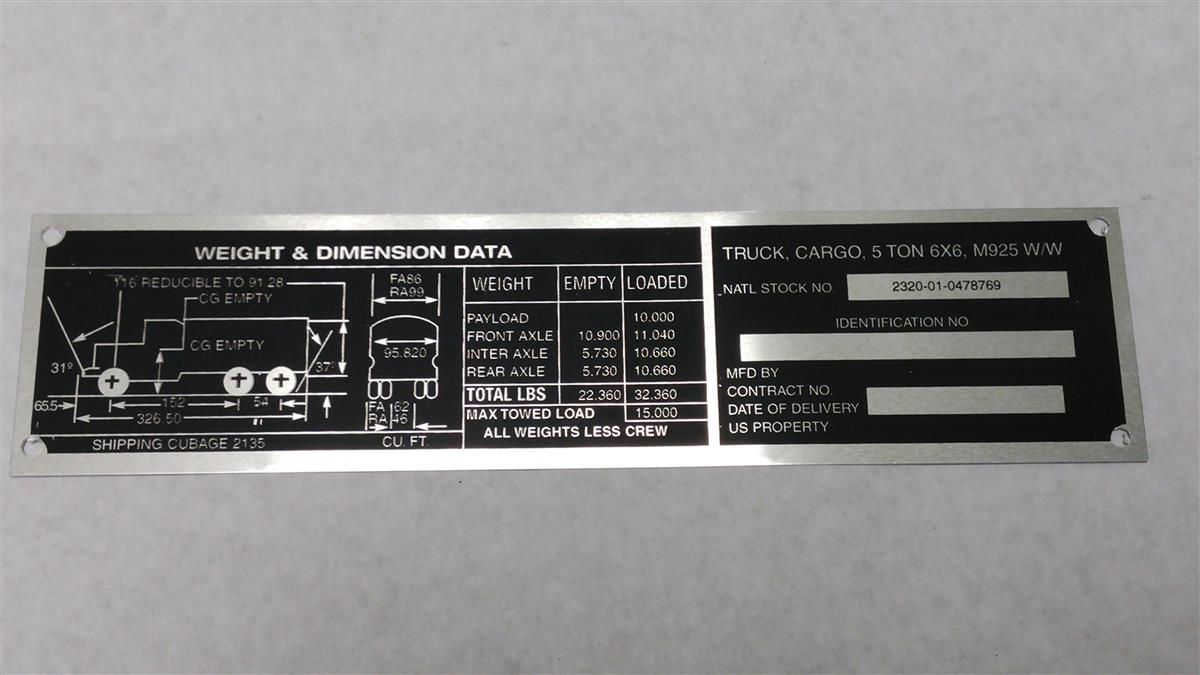 WEIGHT & DIMENSION DATA
116 REDUCIBLE TO 91.28
CG EMPTY
CG EMPTY
31º
37º
65.5
152
54
326.50
SHIPPING CUBAGE 2135
FA86
RA99
95.820
FA 62
RA 46
CU. FT.
WEIGHT EMPTY LOADED
PAYLOAD 10.000
FRONT AXLE 10.900 11.040
INTER AXLE 5.730 10.660
REAR AXLE 5.730 10.660
TOTAL LBS 22.360 32.360
MAX TOWED LOAD 15.000
ALL WEIGHTS LESS CREW
TRUCK, CARGO, 5 TON 6X6, M925 W/W
NATL STOCK NO. 2320-01-0478769
IDENTIFICATION NO
MFD BY
CONTRACT NO.
DATE OF DELIVERY
US PROPERTY